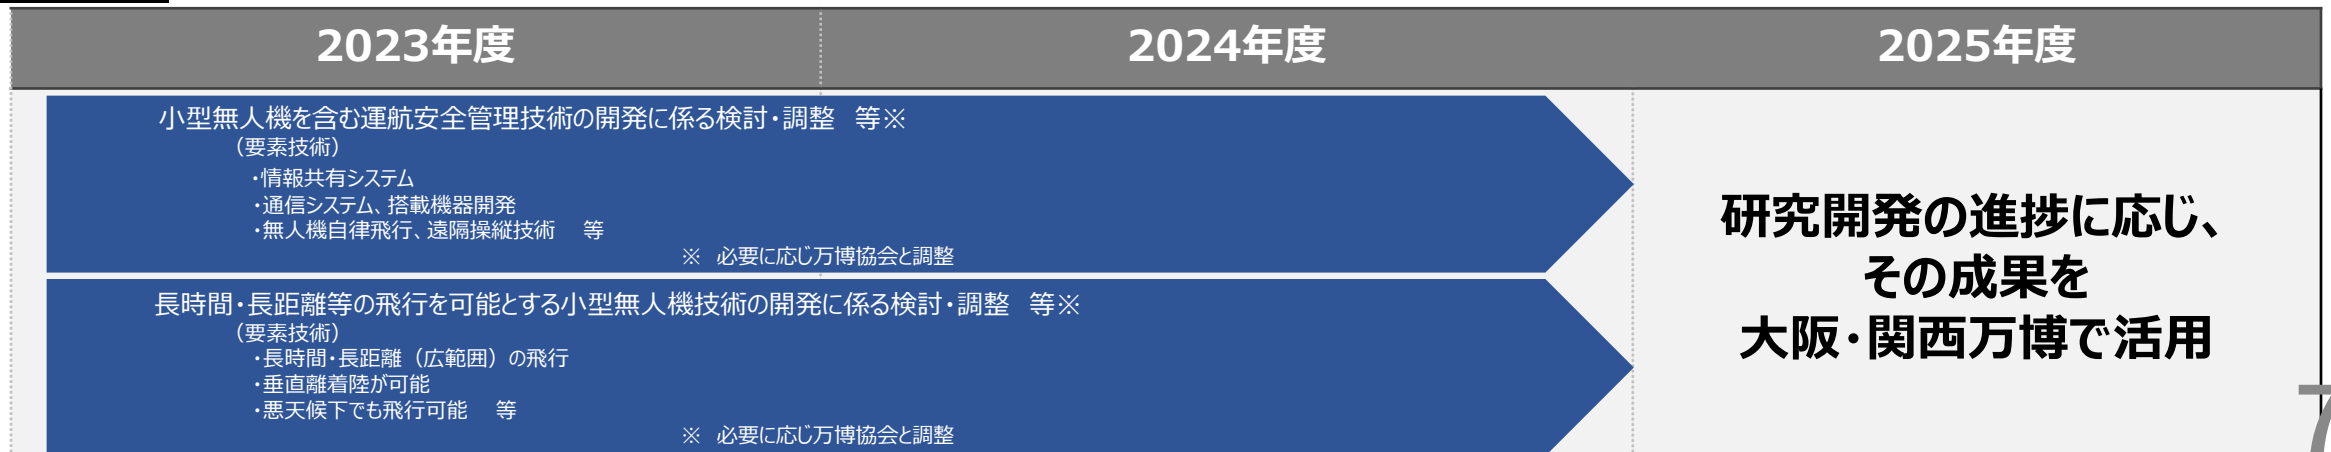 2023年度 2024年度 2025年度
小型無人機を含む運航安全管理技術の開発に係る検討・調整 等※
（要素技術）
・情報共有システム
・通信システム、搭載機器開発
・無人機自律飛行、遠隔操縦技術 等
※ 必要に応じ万博協会と調整
長時間・長距離等の飛行を可能とする小型無人機技術の開発に係る検討・調整 等※
（要素技術）
・長時間・長距離（広範囲）の飛行
・垂直離着陸が可能
・悪天候下でも飛行可能 等
※ 必要に応じ万博協会と調整
研究開発の進捗に応じ、
その成果を
大阪・関西万博で活用
7